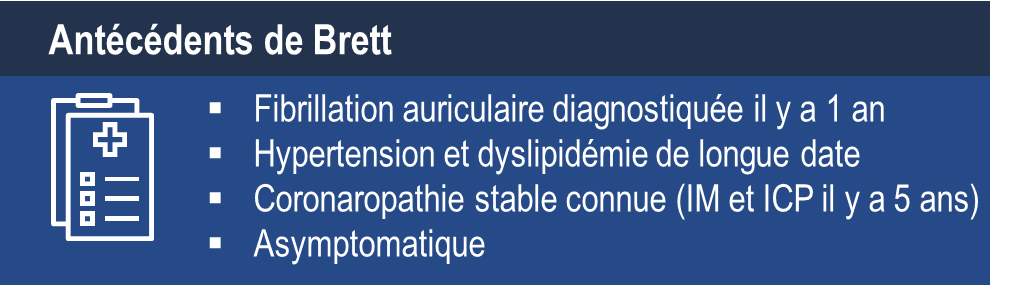 Antécédents de Brett
▪ Fibrillation auriculaire diagnostiquée il y a 1 an
▪ Hypertension et dyslipidémie de longue date
▪ Coronaropathie stable connue (IM et ICP il y a 5 ans)
▪ Asymptomatique